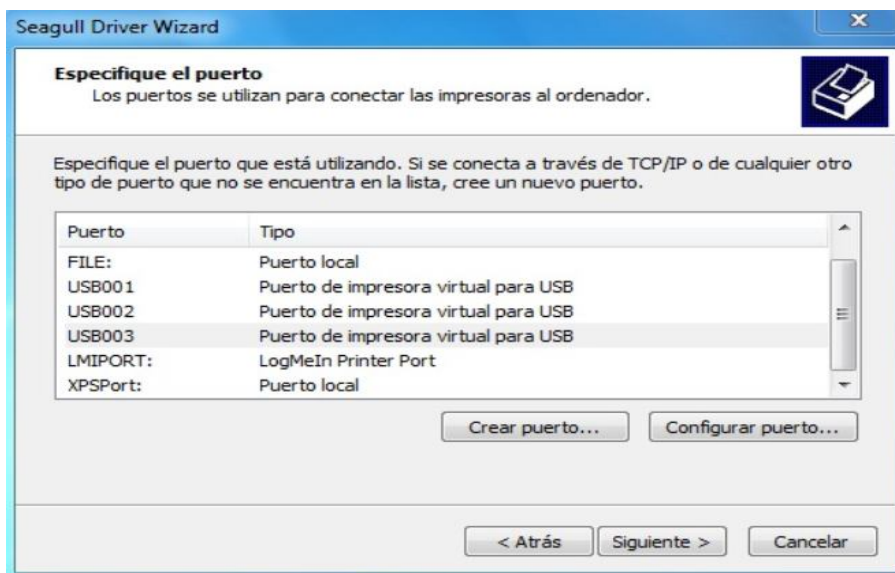 Seagull Driver Wizard
Especifique el puerto
Los puertos se utilizan para conectar las impresoras al ordenador.
Especifique el puerto que está utilizando. Si se conecta a través de TCP/IP o de cualquier otro
tipo de puerto que no se encuentra en la lista, cree un nuevo puerto.
Puerto Tipo
FILE: Puerto local
USB001 Puerto de impresora virtual para USB
USB002 Puerto de impresora virtual para USB
USB003 Puerto de impresora virtual para USB
LMIPORT: LogMeIn Printer Port
XPSPort: Puerto local
Crear puerto... Configurar puerto...
< Atrás Siguiente > Cancelar